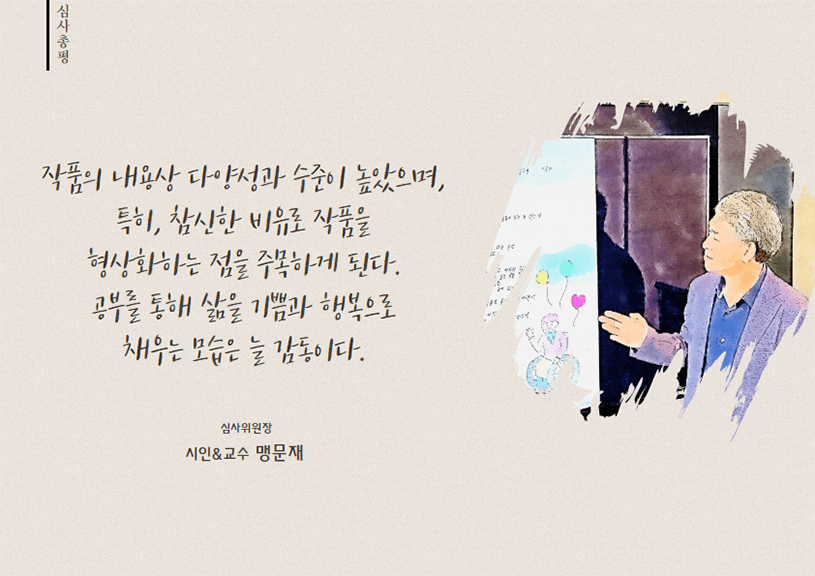 심사총평
작품의 내용상 다양성과 수준이 높았으며,
특히, 참신한 비유로 작품을
형상화하는 점을 주목하게 된다.
공부를 통해 삶을 기쁨과 행복으로
채우는 모습은 늘 감동이다.
심사위원장
시인&교수 맹문재